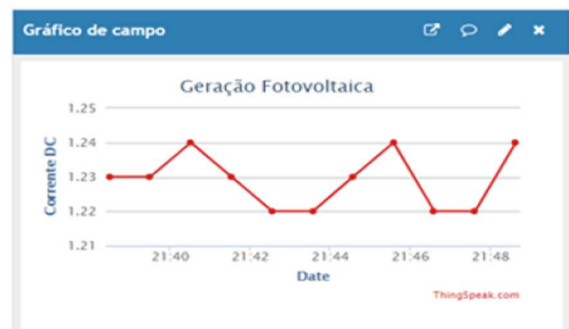 Gráfico de campo
Geração Fotovoltaica
1.25
1.24
1.23
1.22
1.21
Corrente DC
21:40 21:42 21:44 21:46 21:48
Date
ThingSpeak.com